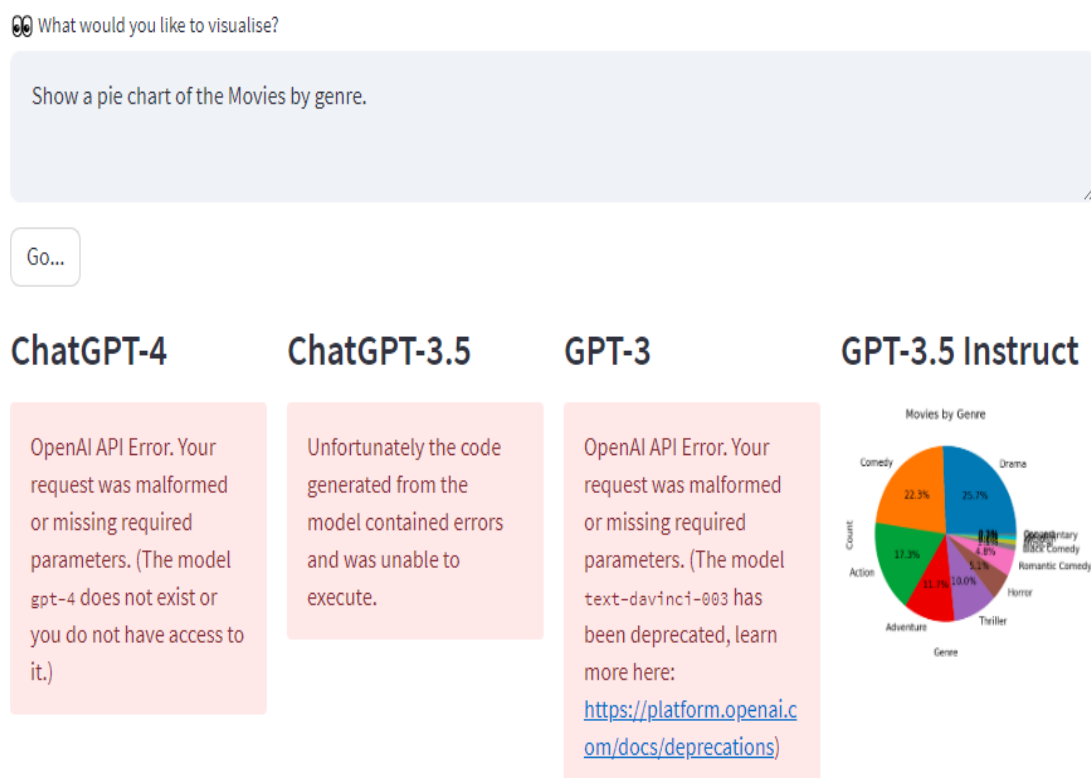 What would you like to visualise?
Show a pie chart of the Movies by genre.
Go...
ChatGPT-4
OpenAI API Error. Your
request was malformed
or missing required
parameters. (The model
gpt-4 does not exist or
you do not have access to
it.)
ChatGPT-3.5
Unfortunately the code
generated from the
model contained errors
and was unable to
execute.
GPT-3
OpenAI API Error. Your
request was malformed
or missing required
parameters. (The model
text-davinci-003 has
been deprecated, learn
more here:
https://platform.openai.c
om/docs/deprecations)
GPT-3.5 Instruct
Movies by Genre
Comedy
Drama
22.3%
25.7%
Count
Black Comedy
4.8%
17.3%
Romantic Comedy
5.1%
Action
11.7%
10.0%
Horror
Thriller
Adventure
Genre